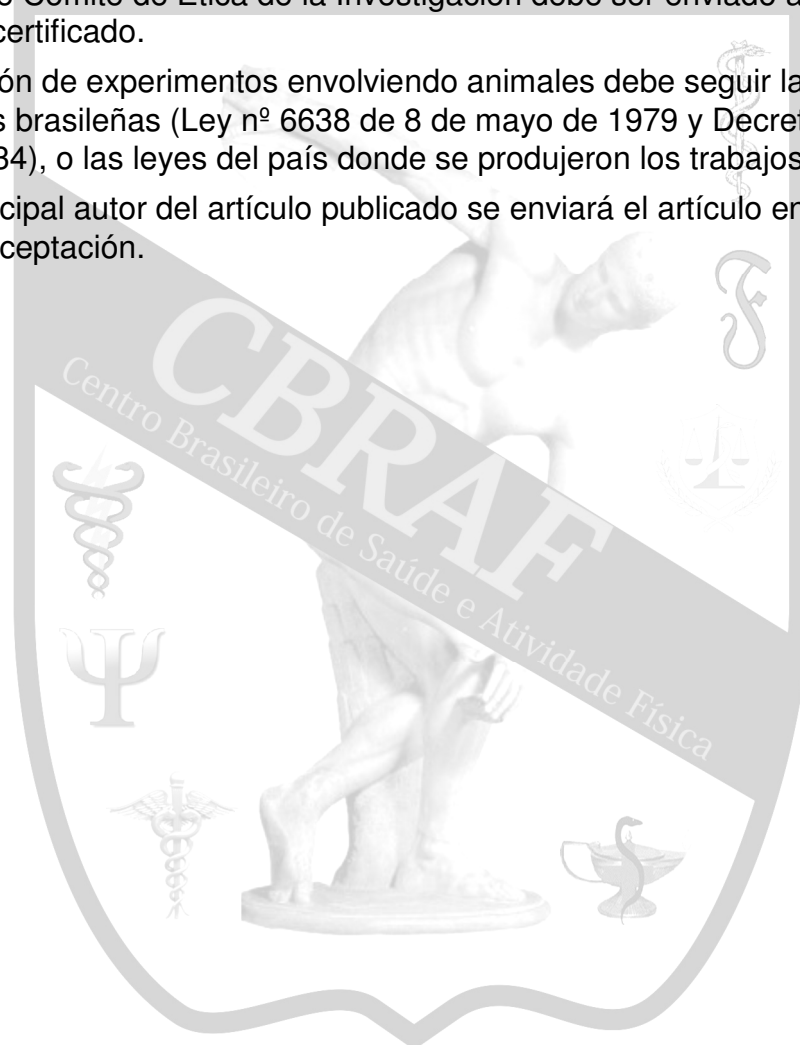 Comité de Ética de la Investigación debe ser enviado
certificado.
ón de experimentos envolviendo animales debe seguir la
s brasileñas (Ley nº 6638 de 8 de mayo de 1979 y Decre
34), o las leyes del país donde se produjeron los trabajos
cipal autor del artículo publicado se enviará el artículo en
ceptación.
CBRAF
Centro Brasileiro de Saúde e Atividade Física